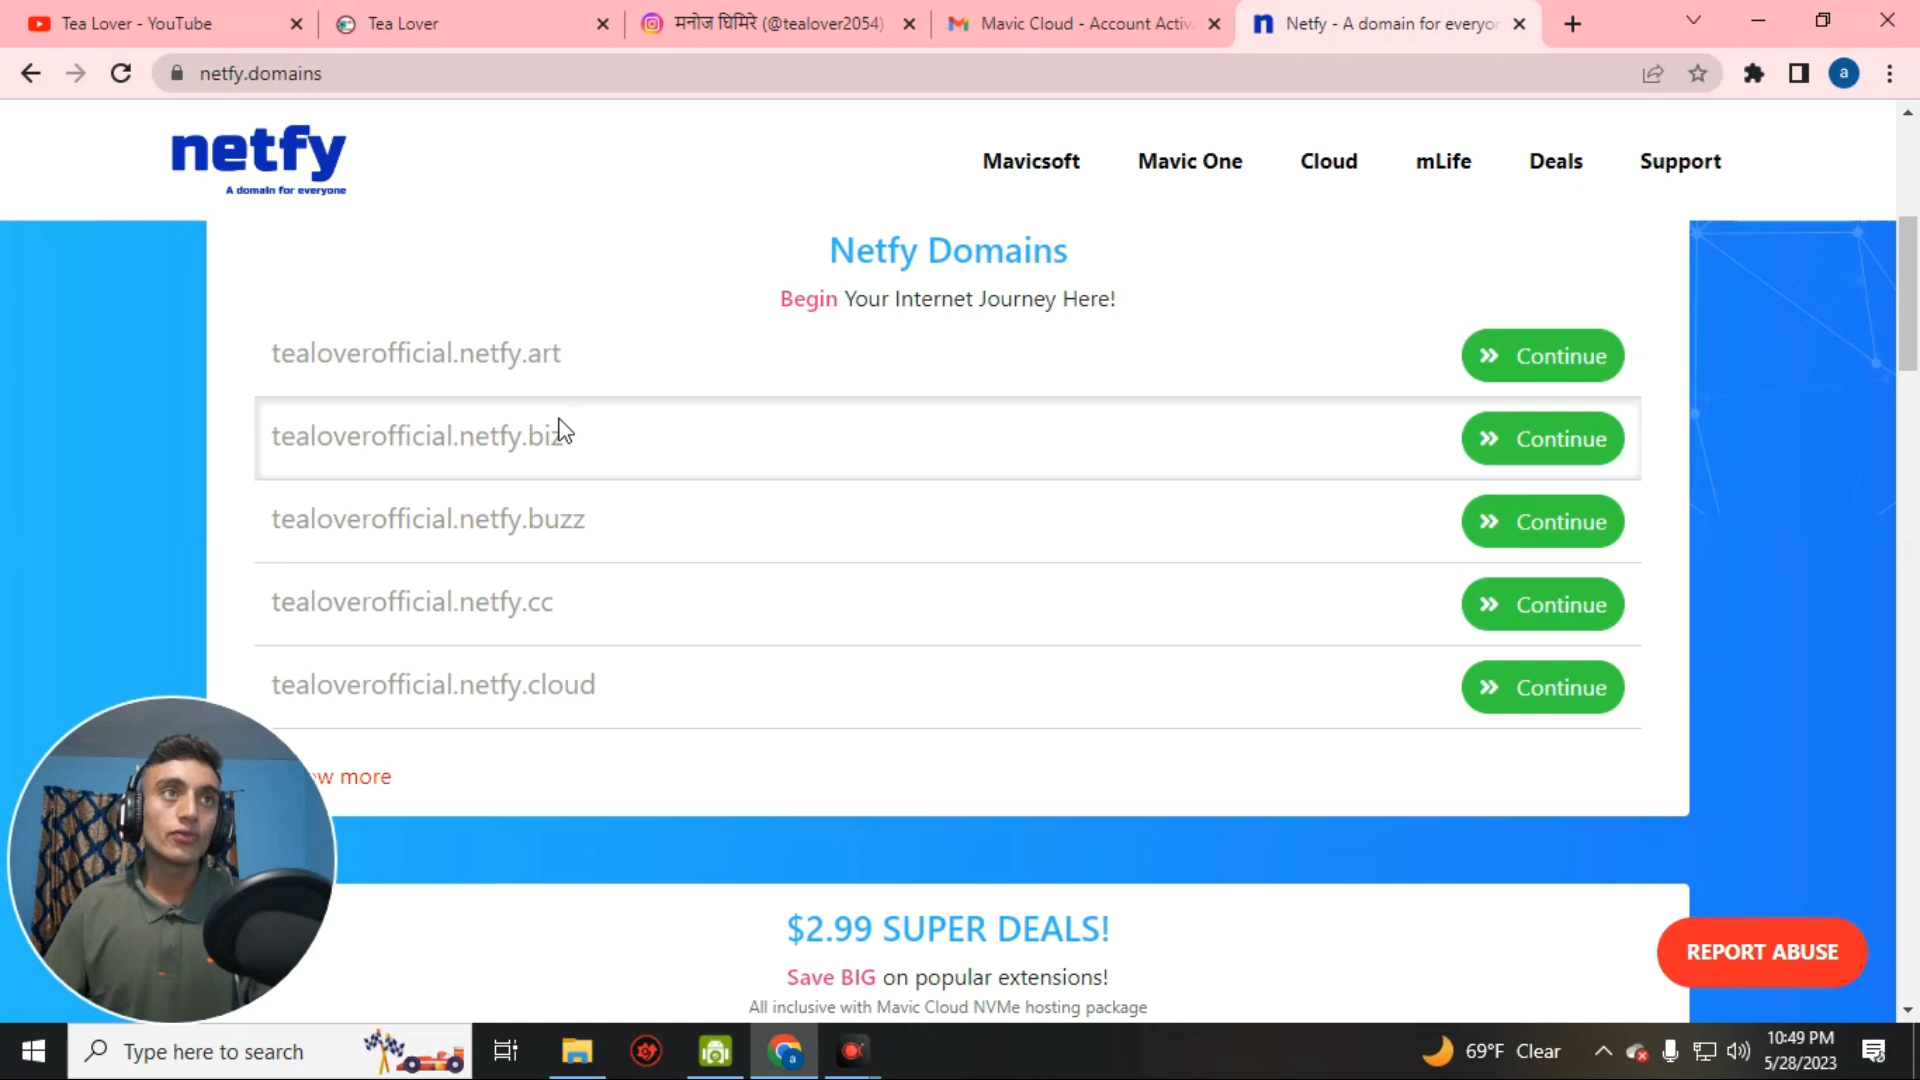 Tea Lover - YouTube
Tea Lover
मनोज घिमिरे (@tealover2054)
Mavic Cloud - Account Activ
Netfy - A domain for everyo
netfy.domains
a
netfy
A domain for everyone
Mavicsoft
Mavic One
Cloud
mLife
Deals
Support
Netfy Domains
Begin Your Internet Journey Here!
tealoverofficial.netfy.art
Continue
tealoverofficial.netfy.biz
Continue
tealoverofficial.netfy.buzz
Continue
tealoverofficial.netfy.cc
Continue
tealoverofficial.netfy.cloud
Continue
more
$2.99 SUPER DEALS!
Save BIG on popular extensions!
All inclusive with Mavic Cloud NVMe hosting package
REPORT ABUSE
Type here to search
69°F Clear
10:49 PM
5/28/2023